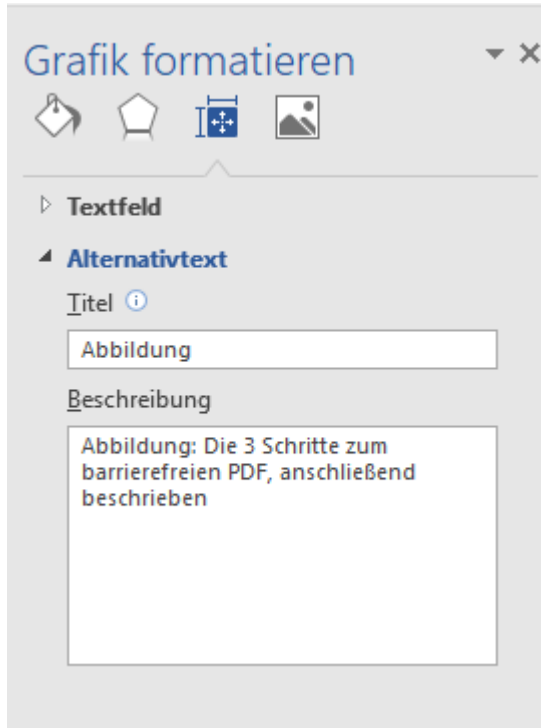 Grafik formatieren
Textfeld
Alternativtext
Titel
Abbildung
Beschreibung
Abbildung: Die 3 Schritte zum
barrierefreien PDF, anschließend
beschrieben